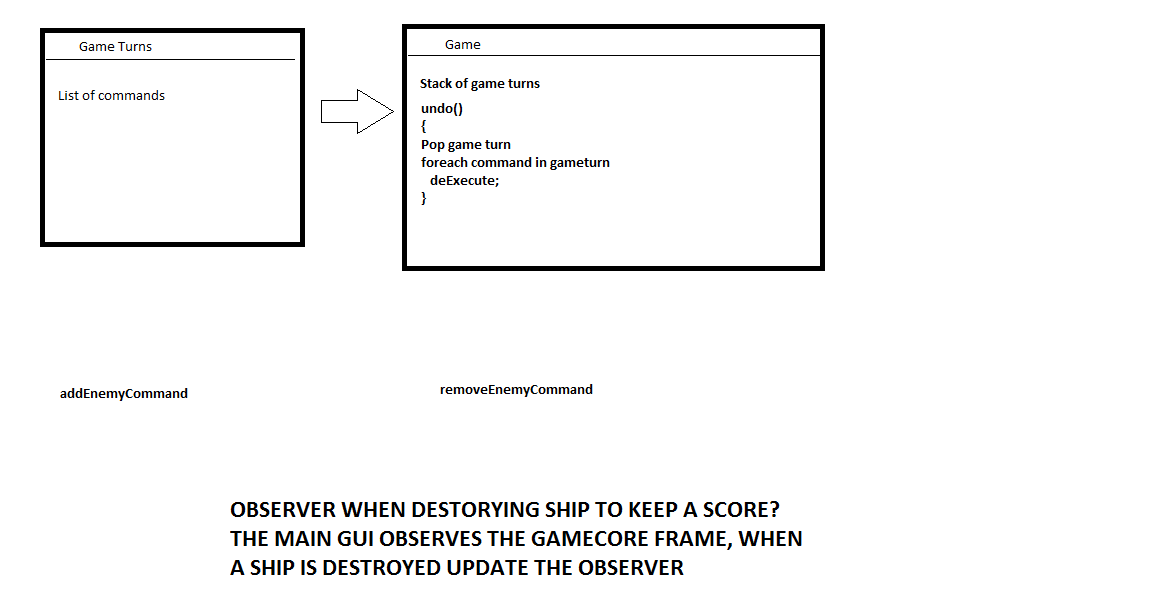 Game Turns
List of commands
Game
Stack of game turns
undo()
{
Pop game turn
foreach command in gameturn
deExecute;
}
addEnemyCommand
removeEnemyCommand
OBSERVER WHEN DESTORYING SHIP TO KEEP A SCORE?
THE MAIN GUI OBSERVES THE GAMECORE FRAME, WHEN
A SHIP IS DESTROYED UPDATE THE OBSERVER